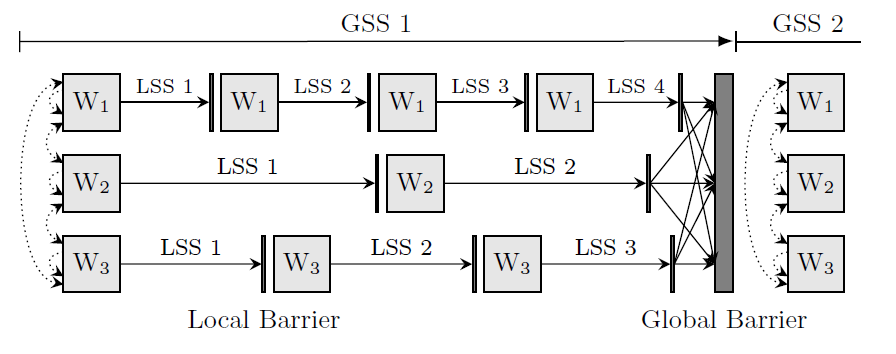 GSS 1 GSS 2
W₁ LSS 1 W₁ LSS 2 W₁ LSS 3 W₁ LSS 4 W₁
W₂ LSS 1 W₂ LSS 2 W₂
W₃ LSS 1 W₃ LSS 2 W₃ LSS 3 W₃
Local Barrier Global Barrier